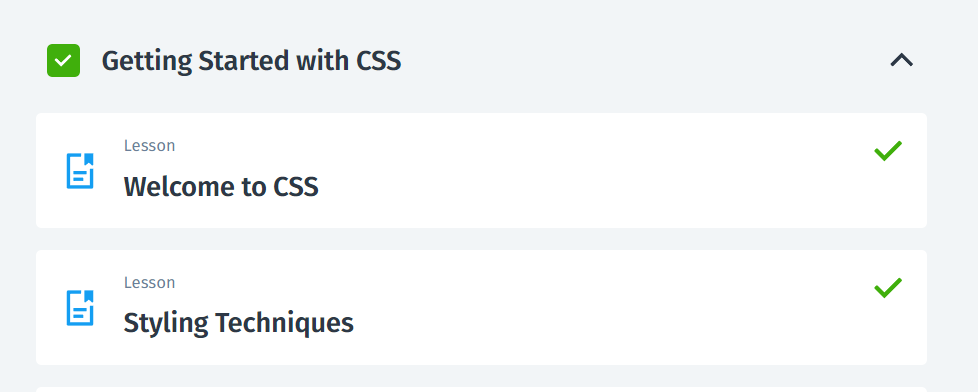 Getting Started with CSS
Lesson
Welcome to CSS
Lesson
Styling Techniques